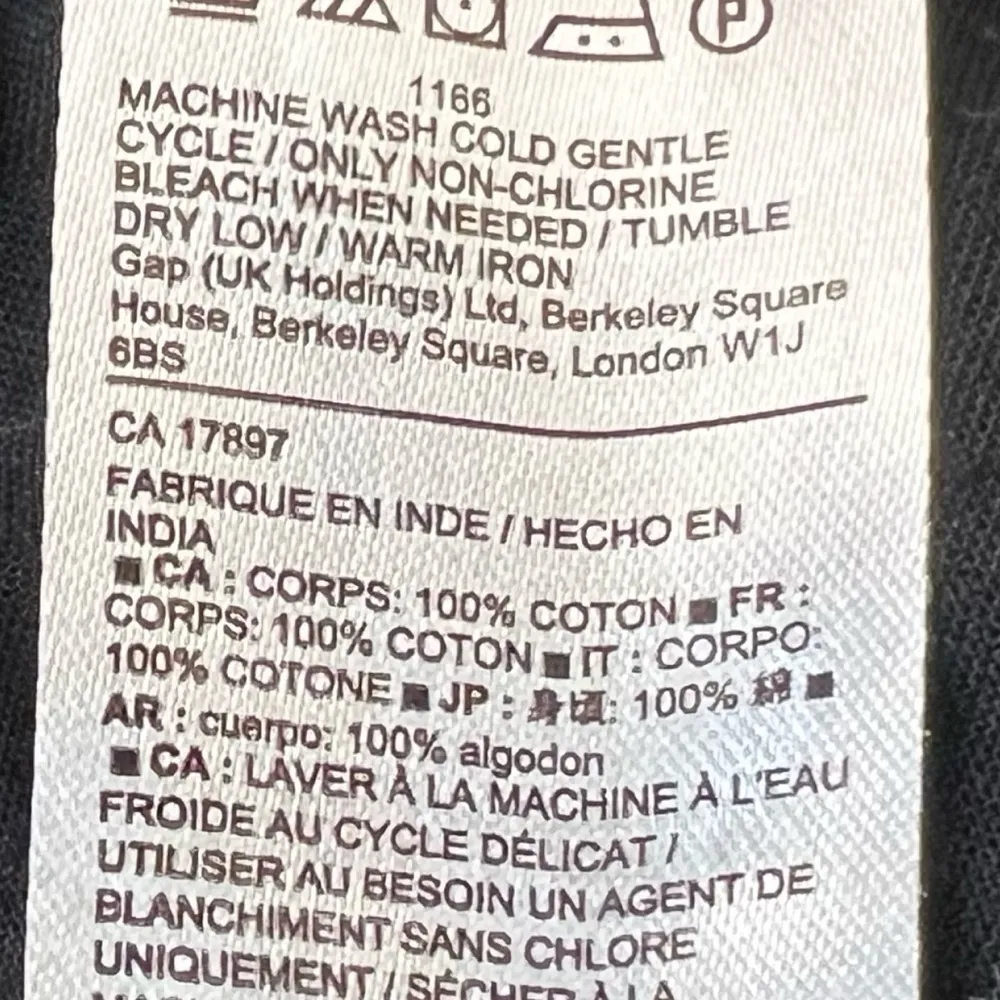 P
1166
MACHINE WASH COLD GENTLE
CYCLE / ONLY NON-CHLORINE
BLEACH WHEN NEEDED / TUMBLE
DRY LOW / WARM IRON
Gap (UK Holdings) Ltd, Berkeley Square
House, Berkeley Square, London W1J
6BS
CA 17897
FABRIQUE EN INDE / HECHO EN
INDIA
■ CA : CORPS: 100% COTON ■ FR :
CORPS: 100% COTON ■ IT : CORPO:
100% COTONE ■ JP : 身頃: 100% 綿 ■
AR : cuerpo: 100% algodon
■ CA : LAVER À LA MACHINE À L'EAU
FROIDE AU CYCLE DÉLICAT /
UTILISER AU BESOIN UN AGENT DE
BLANCHIMENT SANS CHLORE
UNIQUEMENT / SÉCHER À LA